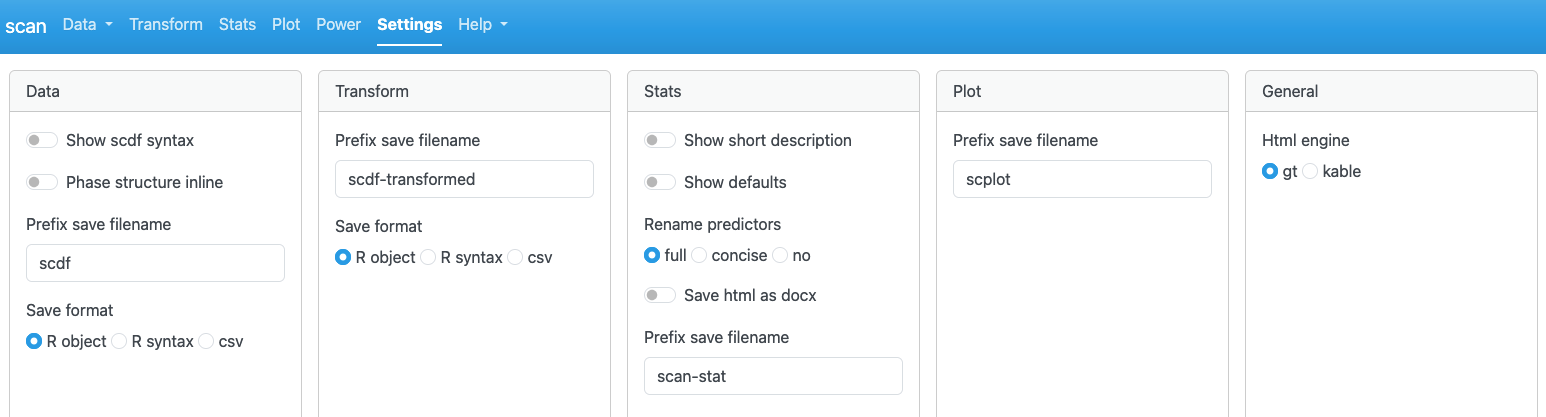 scan Data Transform Stats Plot Power Settings Help
Data
Show scdf syntax
Phase structure inline
Prefix save filename
scdf
Save format
R object R syntax csv
Transform
Prefix save filename
scdf-transformed
Save format
R object R syntax csv
Stats
Show short description
Show defaults
Rename predictors
full concise no
Save html as docx
Prefix save filename
scan-stat
Plot
Prefix save filename
scplot
General
Html engine
gt kable